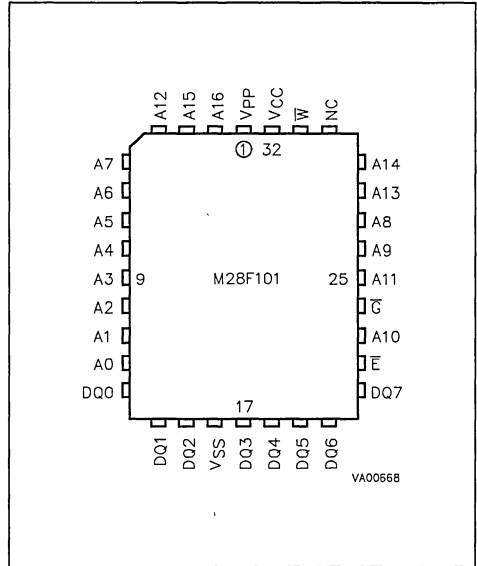 A12 A15 A16 VPP VCC W̅ NC
① 32
A7 A14
A6 A13
A5 A8
A4 A9
A3 9 M28F101 25 A11
A2 G̅
A1 A10
A0 E̅
DQ0 DQ7
17
DQ1 DQ2 VSS DQ3 DQ4 DQ5 DQ6
VA00668